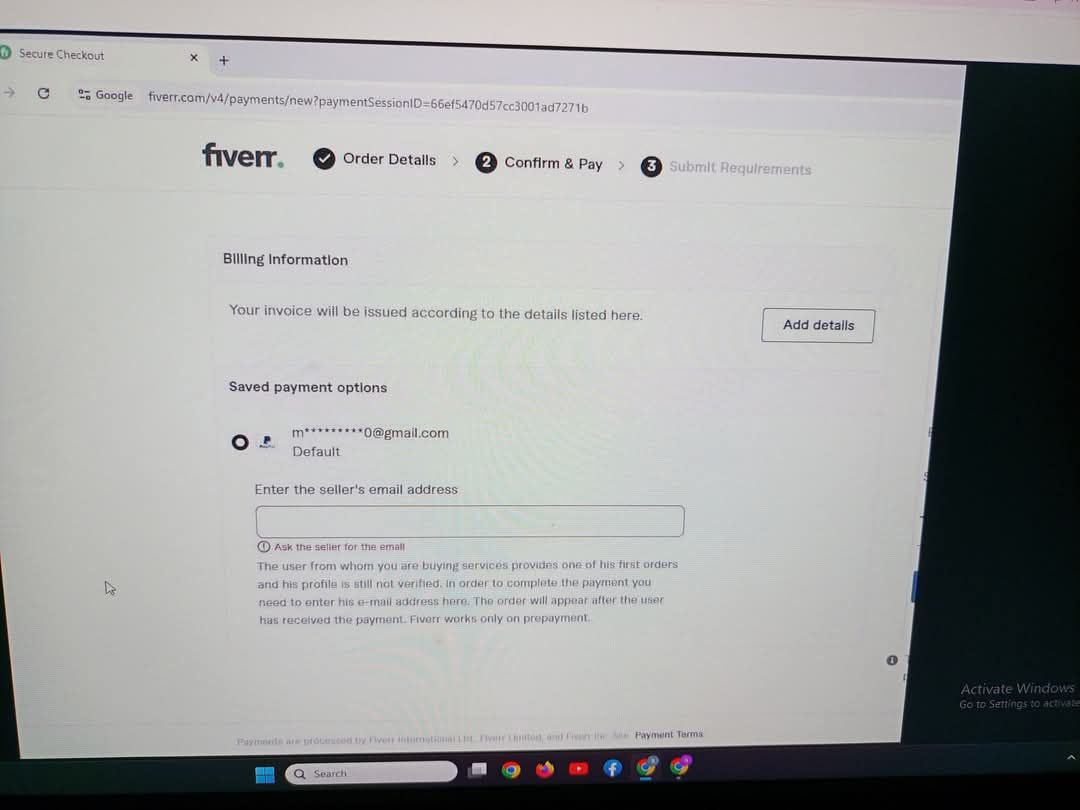 Secure Checkout
Google fiverr.com/v4/payments/new?paymentSessionID=66ef5470d57cc3001ad7271b
fiverr. Order Details > 2 Confirm & Pay > 3 Submit Requirements
Billing Information
Your invoice will be issued according to the details listed here.
Add details
Saved payment options
m*********0@gmail.com
Default
Enter the seller's email address
Ask the seller for the email
The user from whom you are buying services provides one of his first orders
and his profile is still not verified. In order to complete the payment you
need to enter his e-mail address here. The order will appear after the user
has received the payment. Fiverr works only on prepayment.
Activate Windows
Go to Settings to activate
Payments are processed by Fiverr International Ltd. Fiverr Limited, and Fiverr Inc. See Payment Terms
Search